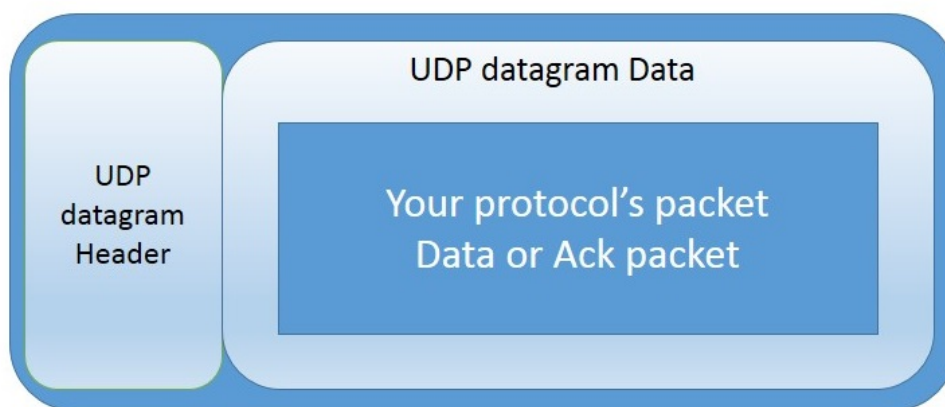 UDP datagram Data
UDP
datagram
Header
Your protocol’s packet
Data or Ack packet